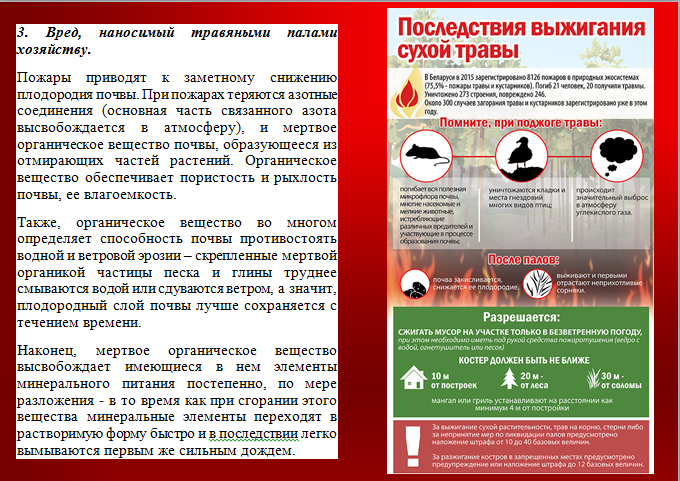 3. Вред, наносимый травяными палами
хозяйству.
Пожары приводят к заметному снижению
плодородия почвы. При пожарах теряются азотные
соединения (основная часть связанного азота
высвобождается в атмосферу), и мертвое
органическое вещество почвы, образующееся из
отмирающих частей растений. Органическое
вещество обеспечивает пористость и рыхлость
почвы, ее влагоемкость.
Также, органическое вещество во многом
определяет способность почвы противостоять
водной и ветровой эрозии – скрепленные мертвой
органикой частицы песка и глины труднее
смываются водой или сдуваются ветром, а значит,
плодородный слой почвы лучше сохраняется с
течением времени.
Наконец, мертвое органическое вещество
высвобождает имеющиеся в нем элементы
минерального питания постепенно, по мере
разложения - в то время как при сгорании этого
вещества минеральные элементы переходят в
растворимую форму быстро и в последствии легко
вымываются первым же сильным дождем.
Последствия выжигания
сухой травы
В Беларуси в 2015 зарегистрировано 8126 пожаров в природных экосистемах
(75,5% - пожары травы и кустарников). Погиб 21 человек, 20 получили травмы.
Уничтожено 273 строения, повреждено 246.
Около 300 случаев загорания травы и кустарников зарегистрировано уже в этом
году.
Помните, при поджоге травы:
погибает вся полезная
микрофлора почвы,
многие насекомые и
мелкие животные,
истребляющие
различных вредителей и
участвующие в процессе
образования почвы;
уничтожаются кладки и
места гнездовий
многих видов птиц;
происходит
значительный выброс
в атмосферу
углекислого газа.
После палов:
почва закисливается,
снижается ее плодородие,
выживают и первыми
отрастают неприхотливые
сорняки.
Разрешается:
СЖИГАТЬ МУСОР НА УЧАСТКЕ ТОЛЬКО В БЕЗВЕТРЕННУЮ ПОГОДУ,
при этом необходимо иметь под рукой средства пожаротушения (ведро с
водой, огнетушитель или песок)
КОСТЕР ДОЛЖЕН БЫТЬ НЕ БЛИЖЕ
10 м
от построек
20 м -
от леса
30 м -
от соломы
мангал или гриль устанавливают на расстоянии как
минимум 4 м от постройки
За выжигание сухой растительности, трав на корню, стерни либо
за непринятие мер по ликвидации палов предусмотрено
наложение штрафа от 10 до 40 базовых величин.
За разжигание костров в запрещенных местах предусмотрено
предупреждение или наложение штрафа до 12 базовых величин.